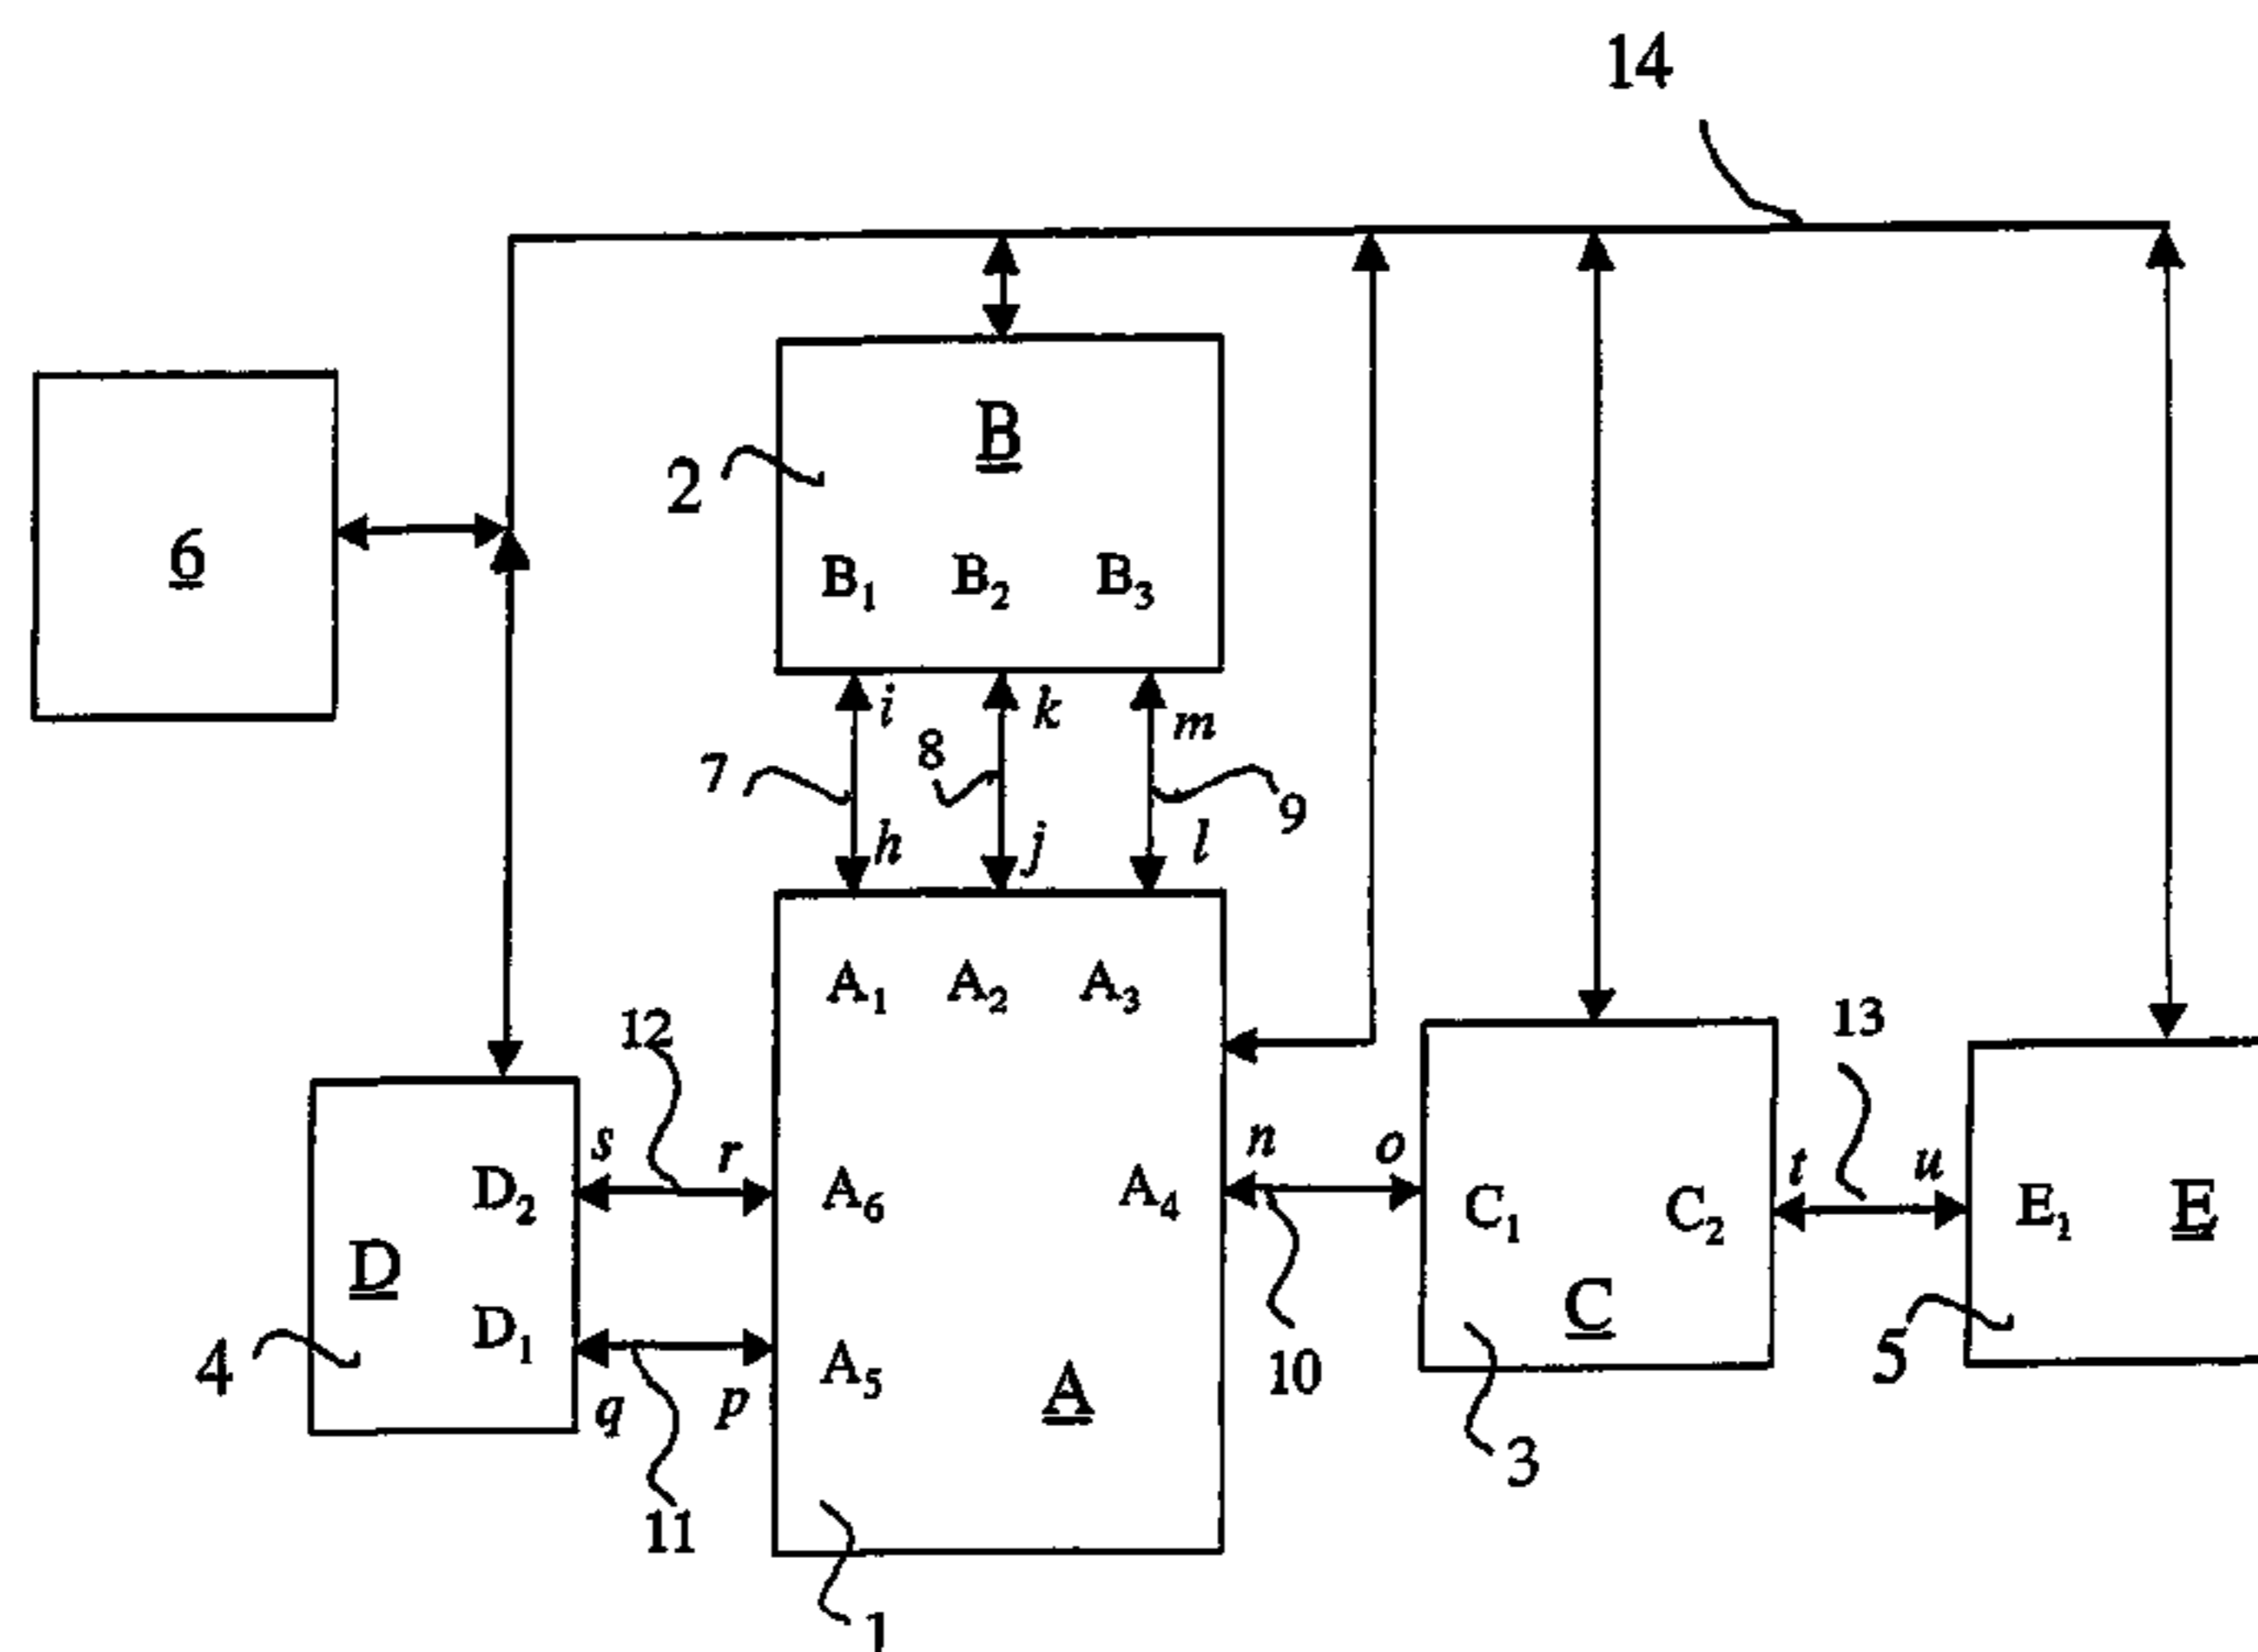 14
B
2
6
B₁ B₂ B₃
i k m
7 8 9
h j l
A₁ A₂ A₃
12 13
s r n o t u
D₂ A₆ A₄ C₁ C₂ E₁ E
D C
D₁ A₅ A
4 10 5
q p 3
11
1